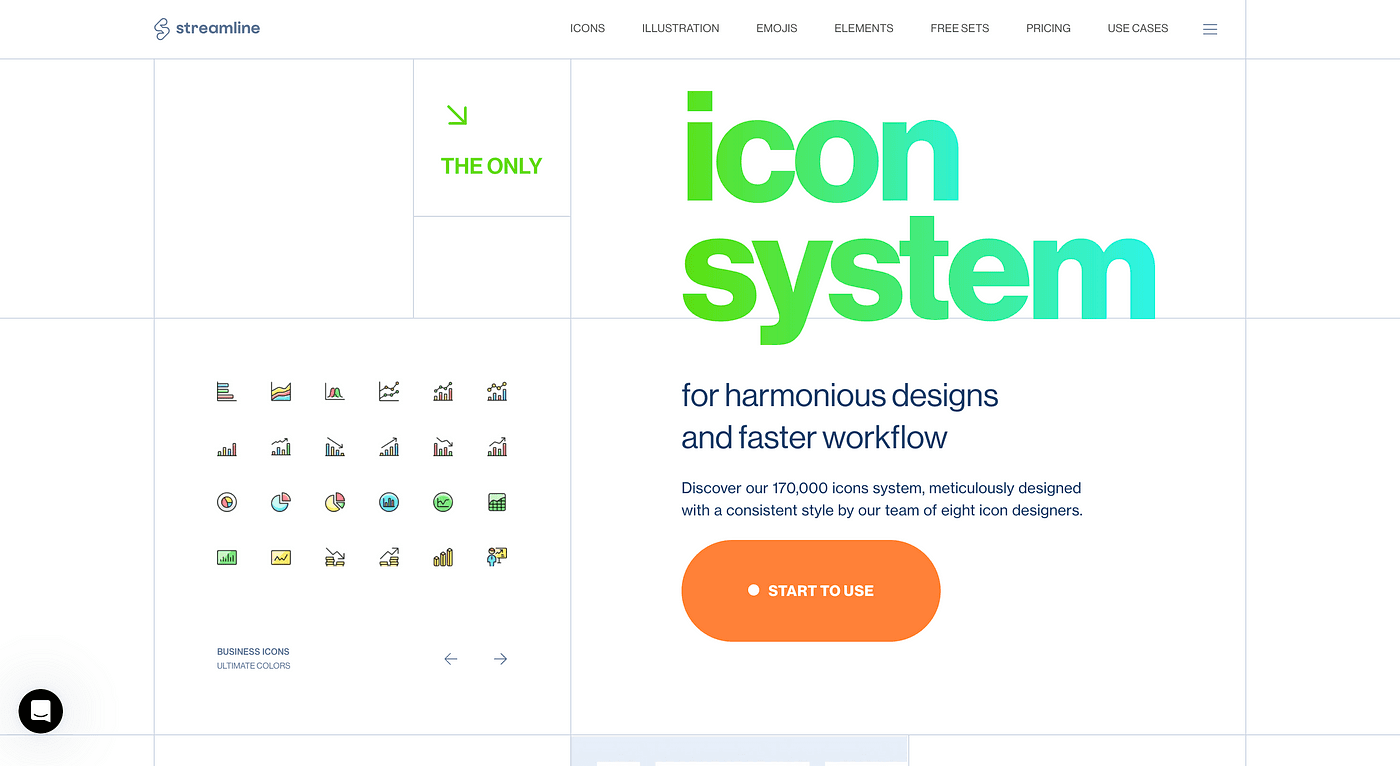 streamline
ICONS
ILLUSTRATION
EMOJIS
ELEMENTS
FREE SETS
PRICING
USE CASES
THE ONLY
icon
system
for harmonious designs
and faster workflow
Discover our 170,000 icons system, meticulously designed
with a consistent style by our team of eight icon designers.
START TO USE
BUSINESS ICONS
ULTIMATE COLORS